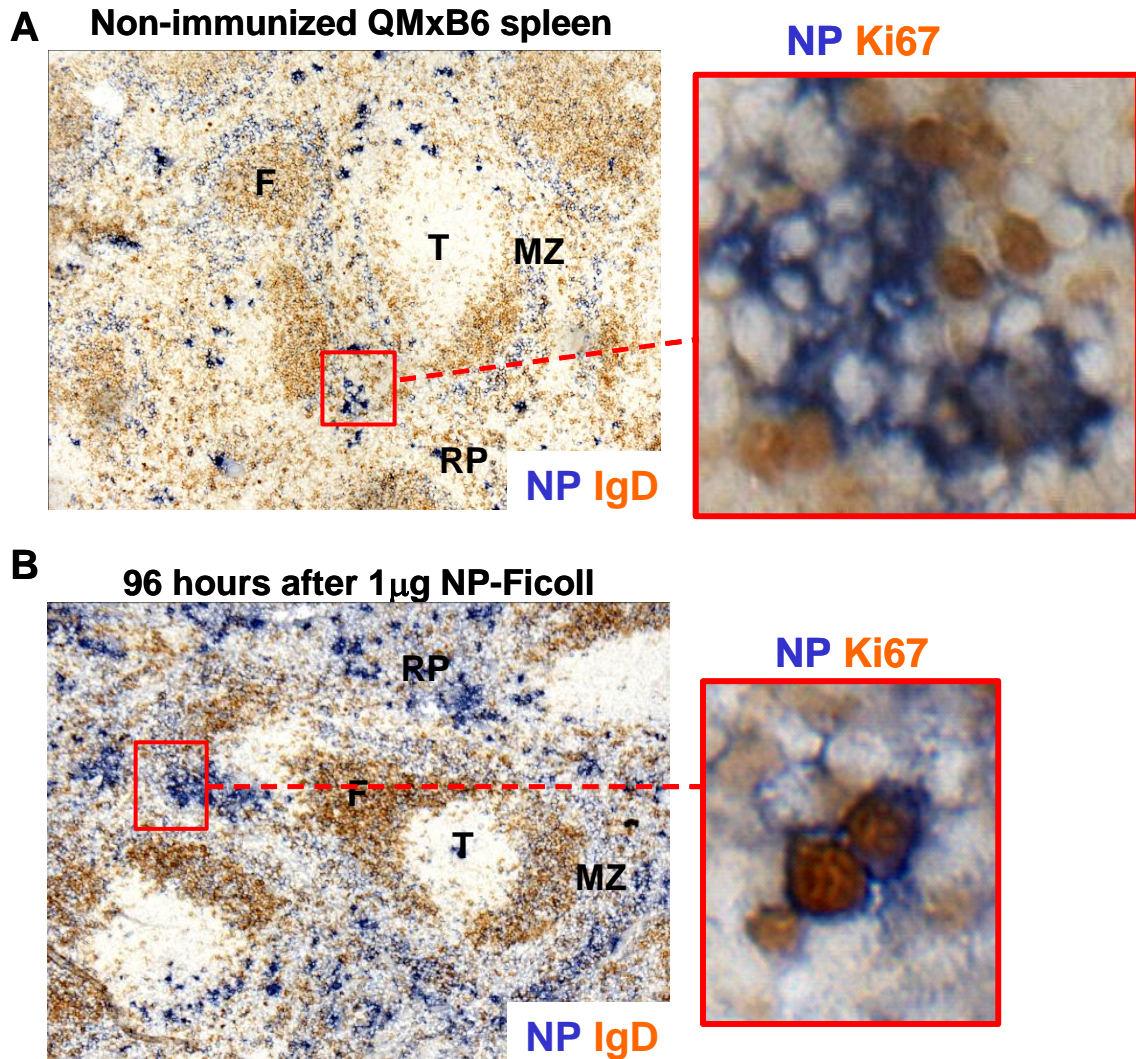 A
Non-immunized QMxB6 spleen
NP Ki67
F
T
MZ
RP
NP IgD
B
96 hours after 1μg NP-Ficoll
NP Ki67
RP
F
T
MZ
NP IgD